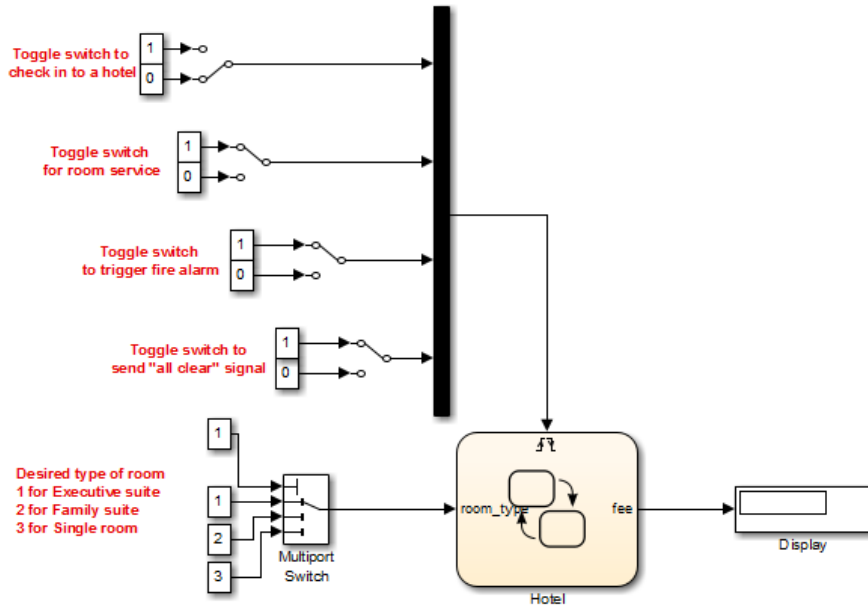 Toggle switch to
check in to a hotel
1
0
Toggle switch
for room service
1
0
Toggle switch
to trigger fire alarm
1
0
Toggle switch to
send "all clear" signal
1
0
Desired type of room
1 for Executive suite
2 for Family suite
3 for Single room
1
1
2
3
Multiport
Switch
room_type
fee
Hotel
Display